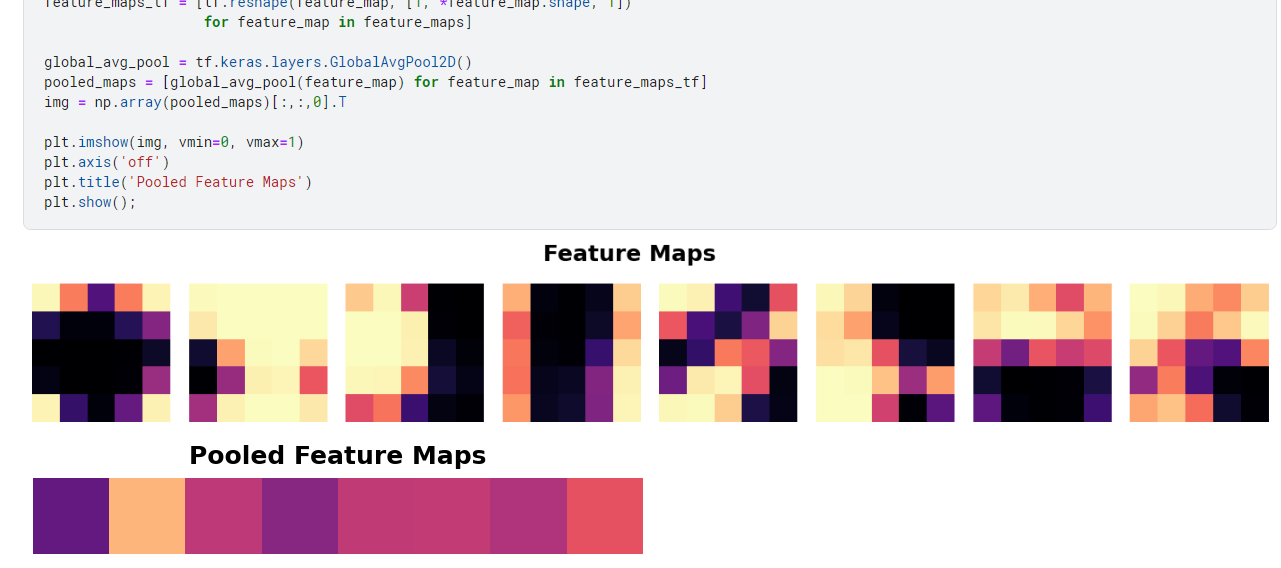 feature_maps_tf = [tf.reshape(feature_map, [1, *feature_map.shape, 1])
for feature_map in feature_maps]
global_avg_pool = tf.keras.layers.GlobalAvgPool2D()
pooled_maps = [global_avg_pool(feature_map) for feature_map in feature_maps_tf]
img = np.array(pooled_maps)[:,:,0].T
plt.imshow(img, vmin=0, vmax=1)
plt.axis('off')
plt.title('Pooled Feature Maps')
plt.show();
Feature Maps
Pooled Feature Maps